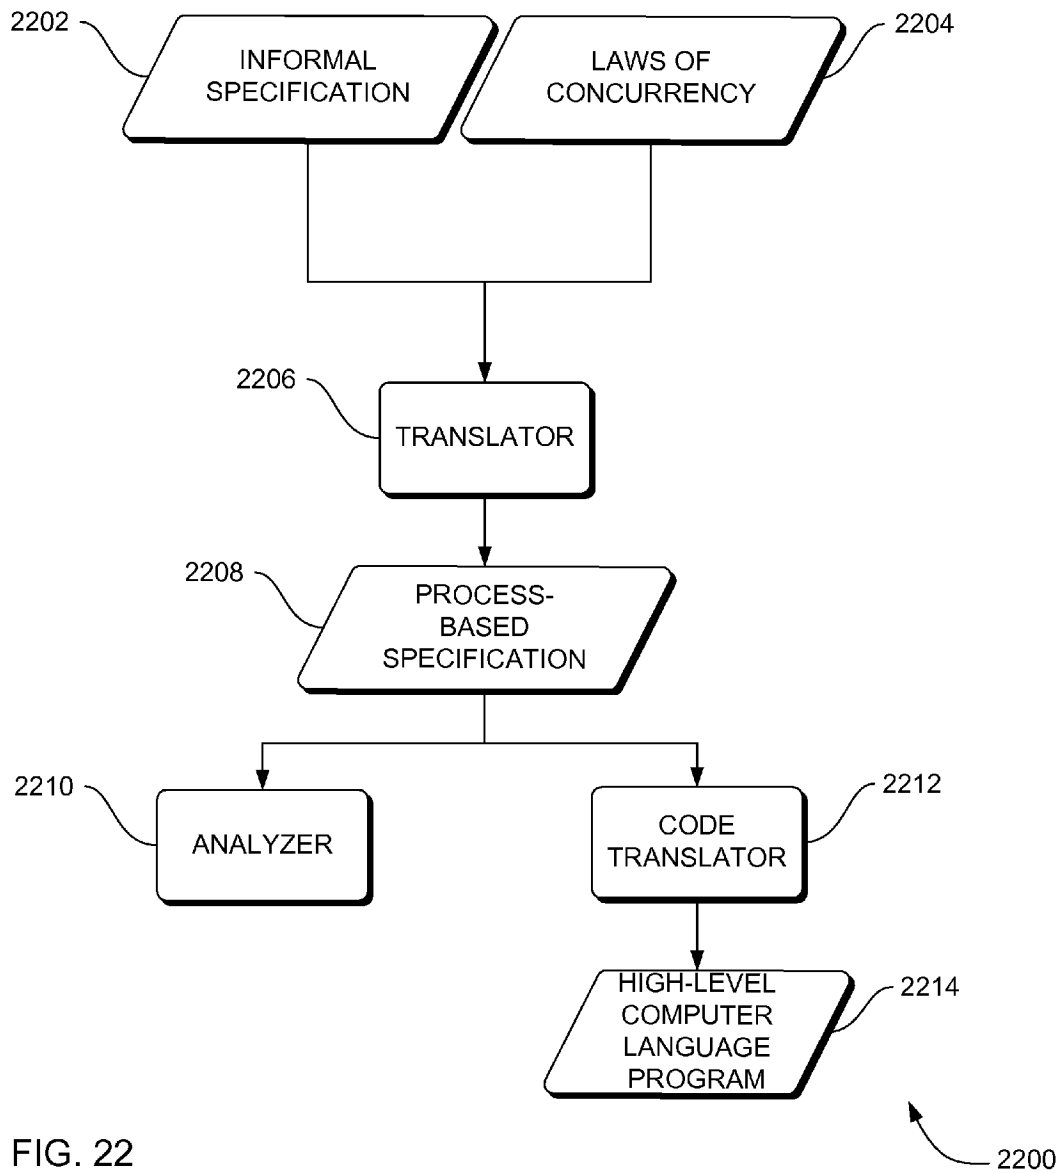 2202
INFORMAL
SPECIFICATION
LAWS OF
CONCURRENCY
2204
2206
TRANSLATOR
2208
PROCESS-
BASED
SPECIFICATION
2210
ANALYZER
CODE
TRANSLATOR
2212
HIGH-LEVEL
COMPUTER
LANGUAGE
PROGRAM
2214
FIG. 22
2200